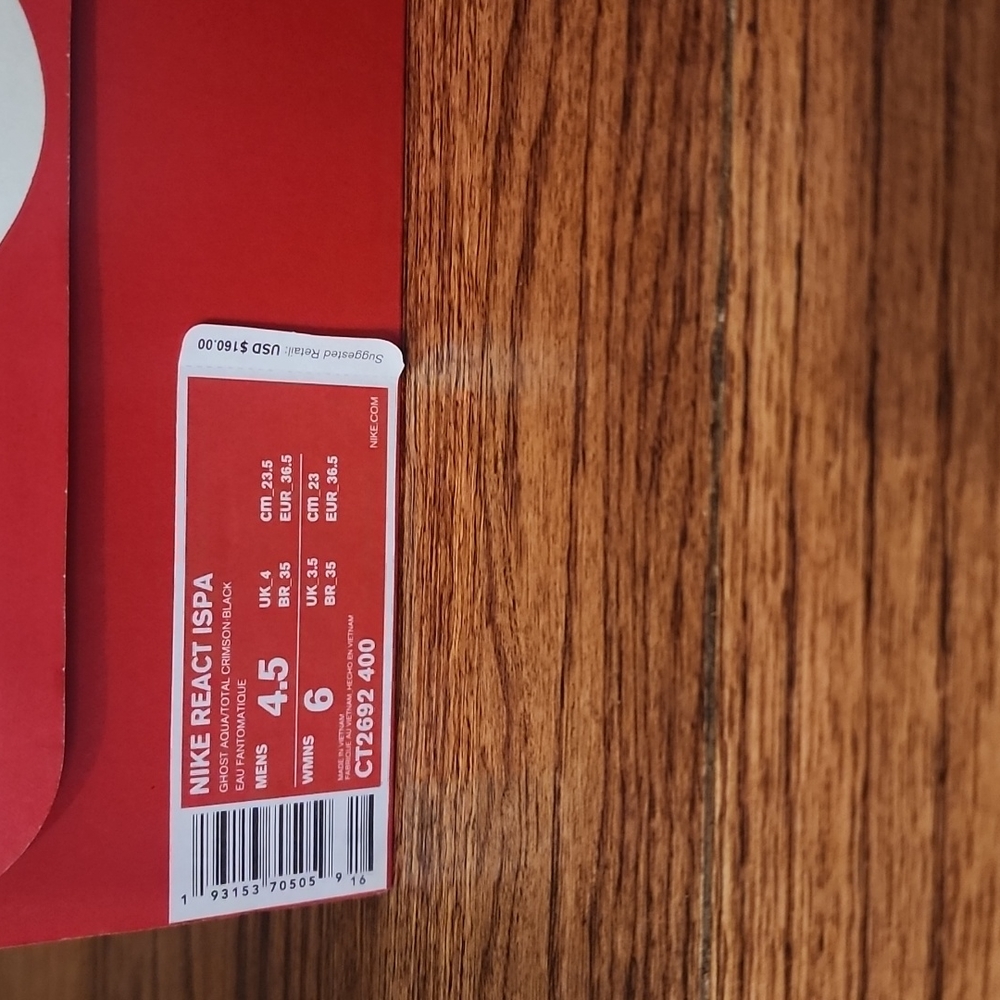 Suggested Retail: USD $160.00
NIKE REACT ISPA
GHOST AQUA/TOTAL CRIMSON-BLACK
EAU FANTOMATIQUE
MENS 4.5 UK_4 cm_23.5
BR_35 EUR_36.5
WMNS 6 UK_3.5 cm_23
BR_35 EUR_36.5
MADE IN VIETNAM
FABRIQUÉ AU VIETNAM, HECHO EN VIETNAM
CT2692 400
NIKE.COM
1 93153 70505 9 16